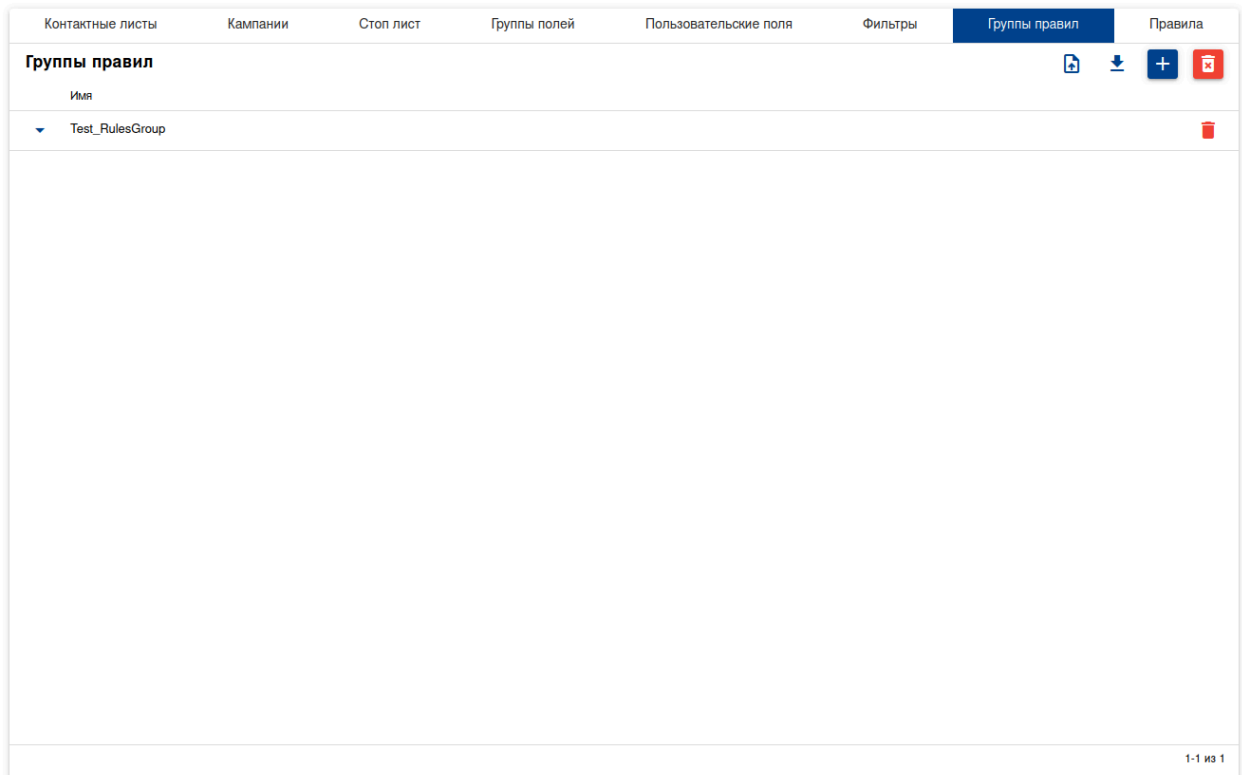 Контактные листы Кампании Стоп лист Группы полей Пользовательские поля Фильтры Группы правил Правила
Группы правил
Имя
Test_RulesGroup
1-1 из 1